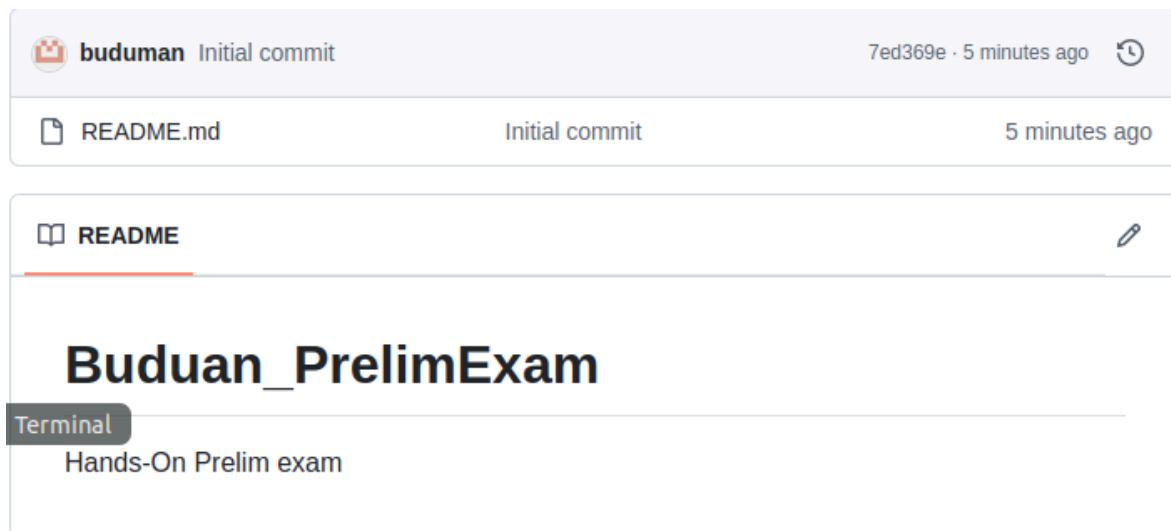 buduman Initial commit 7ed369e · 5 minutes ago
README.md Initial commit 5 minutes ago
README
Buduan_PrelimExam
Terminal
Hands-On Prelim exam